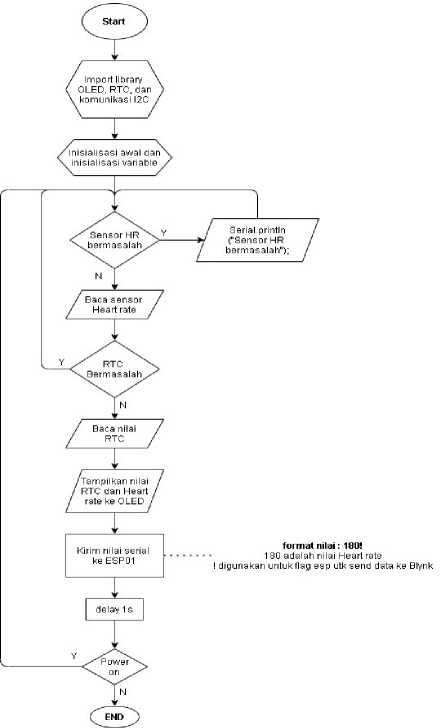 Start
Import library
OLED, RTC, dan
komunikasi I2C
Inisialisasi awal dan
inisialisasi variable
Sensor HR
bermasalah
Y
Serial println
("Sensor HR
bermasalah");
N
Baca sensor
Heart rate
Y
RTC
Bermasalah
N
Baca nilai
RTC
Tampilkan nilai
RTC dan Heart
rate ke OLED
Kirim nilai serial
ke ESP01
format nilai : 180!
180 adalah nilai Heart rate
! digunakan untuk flag esp utk send data ke Blynk
delay 1s
Y
Power
on
N
END